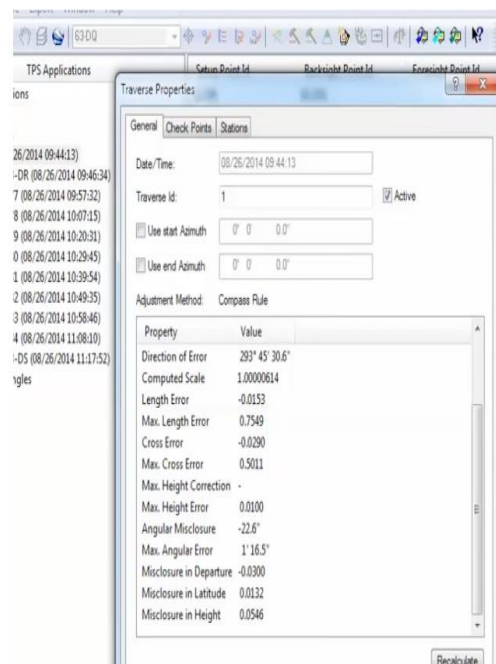 63DQ
TPS Applications
Setup Point Id Backsight Point Id Foresight Point Id
ions
Traverse Properties
General Check Points Stations
26/2014 09:44:13)
-DR (08/26/2014 09:46:34)
7 (08/26/2014 09:57:32)
8 (08/26/2014 10:07:15)
9 (08/26/2014 10:20:31)
0 (08/26/2014 10:29:45)
1 (08/26/2014 10:39:54)
2 (08/26/2014 10:49:35)
3 (08/26/2014 10:58:46)
4 (08/26/2014 11:08:10)
-DS (08/26/2014 11:17:52)
ngles
Date/Time: 08/26/2014 09:44:13
Traverse Id: 1 Active
Use start Azimuth 0° 0' 0.0"
Use end Azimuth 0° 0' 0.0"
Adjustment Method: Compass Rule
Property Value
Direction of Error 293° 45' 30.6"
Computed Scale 1.00000614
Length Error -0.0153
Max. Length Error 0.7549
Cross Error -0.0290
Max. Cross Error 0.5011
Max. Height Correction -
Max. Height Error 0.0100
Angular Misclosure -22.6"
Max. Angular Error 1' 16.5"
Misclosure in Departure -0.0300
Misclosure in Latitude 0.0132
Misclosure in Height 0.0546
Recalculate